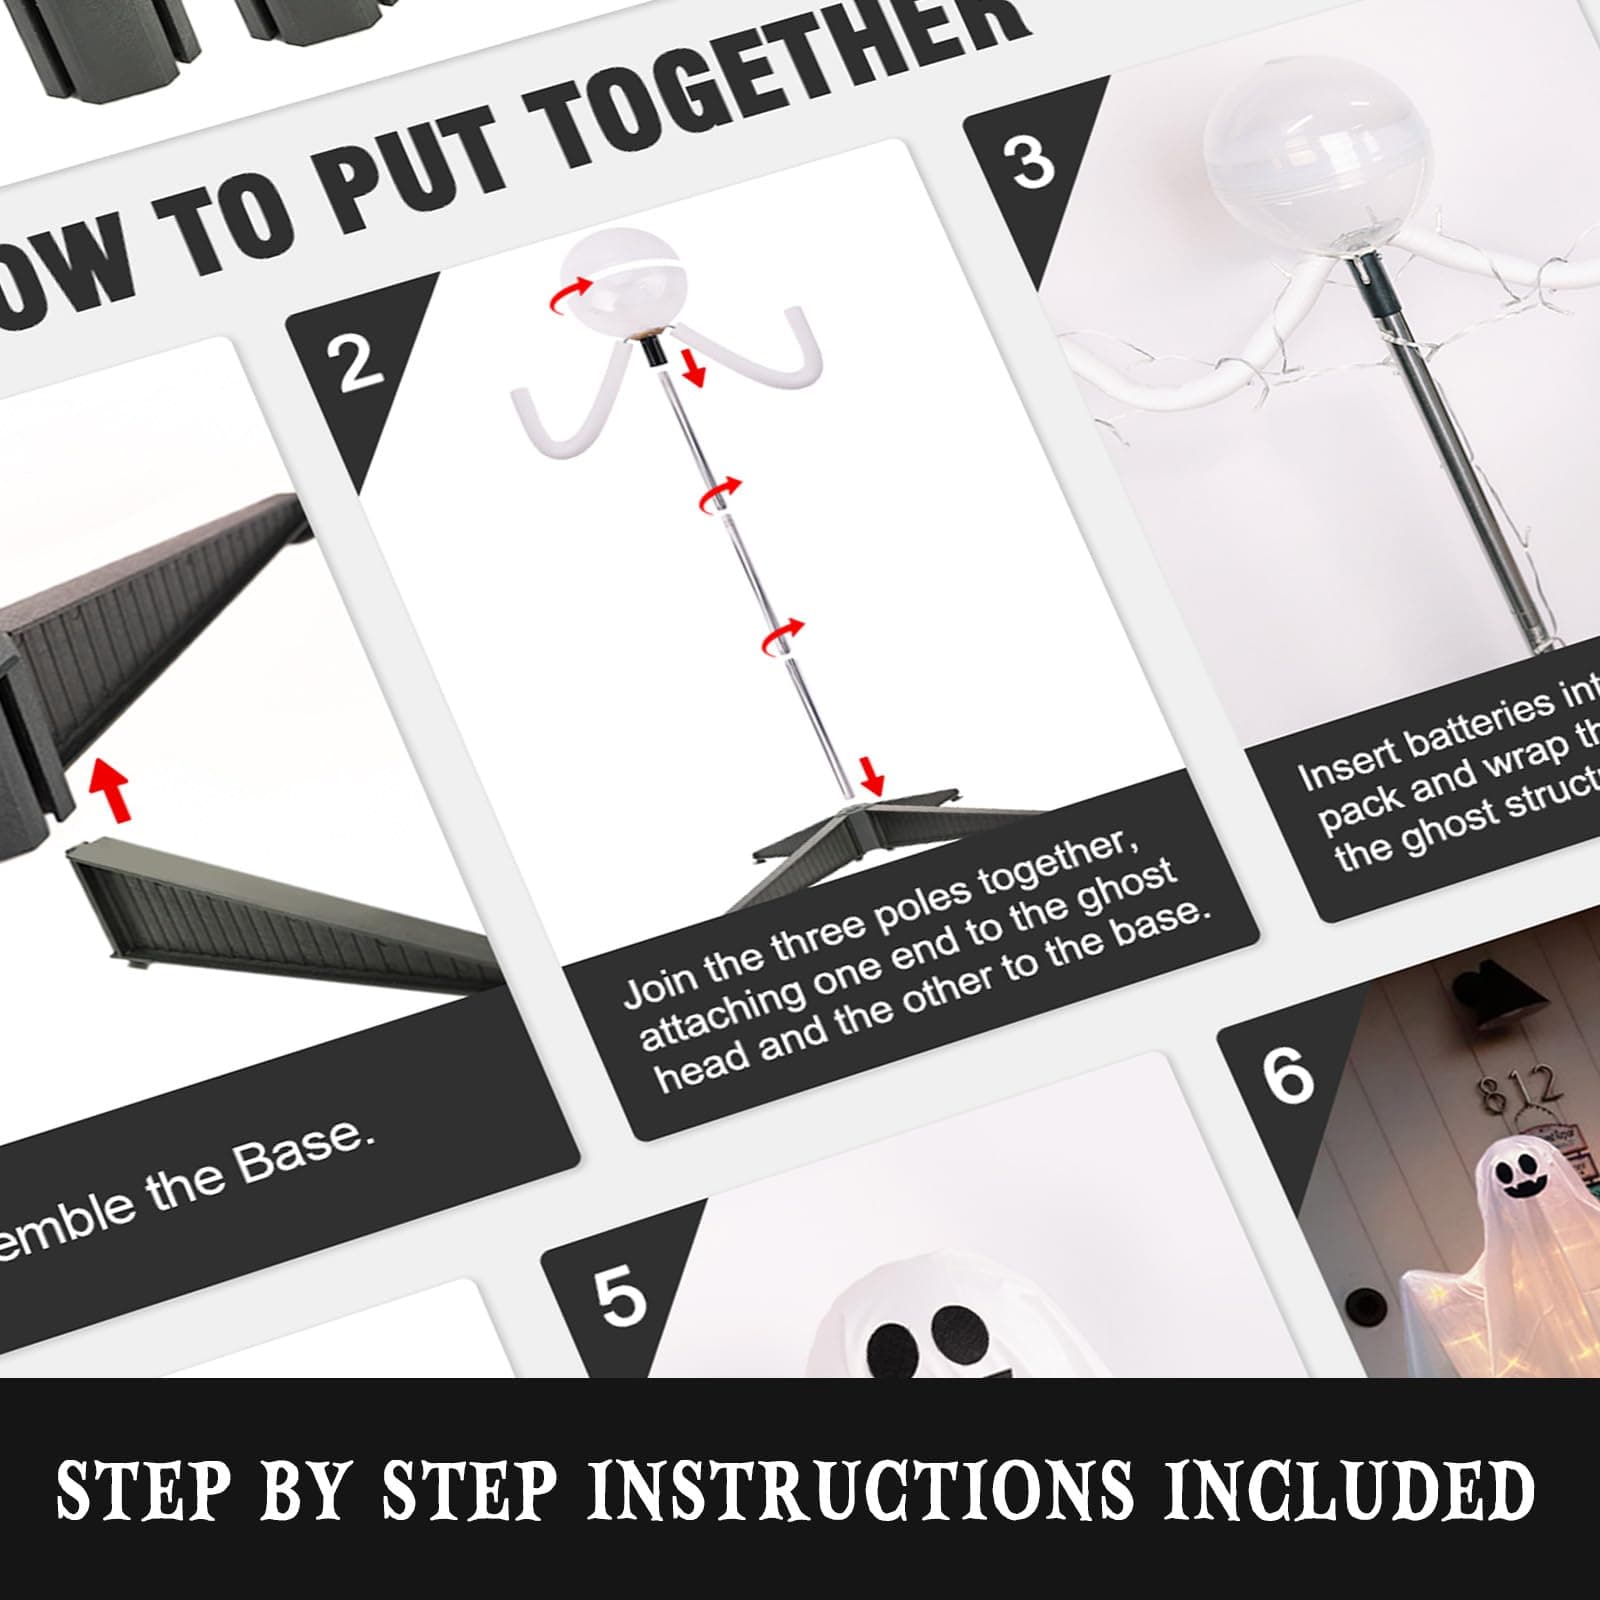 OW TO PUT TOGETHER
emble the Base.
2
Join the three poles together,
attaching one end to the ghost
head and the other to the base.
3
Insert batteries int
pack and wrap th
the ghost struct
5
6
812
STEP BY STEP INSTRUCTIONS INCLUDED